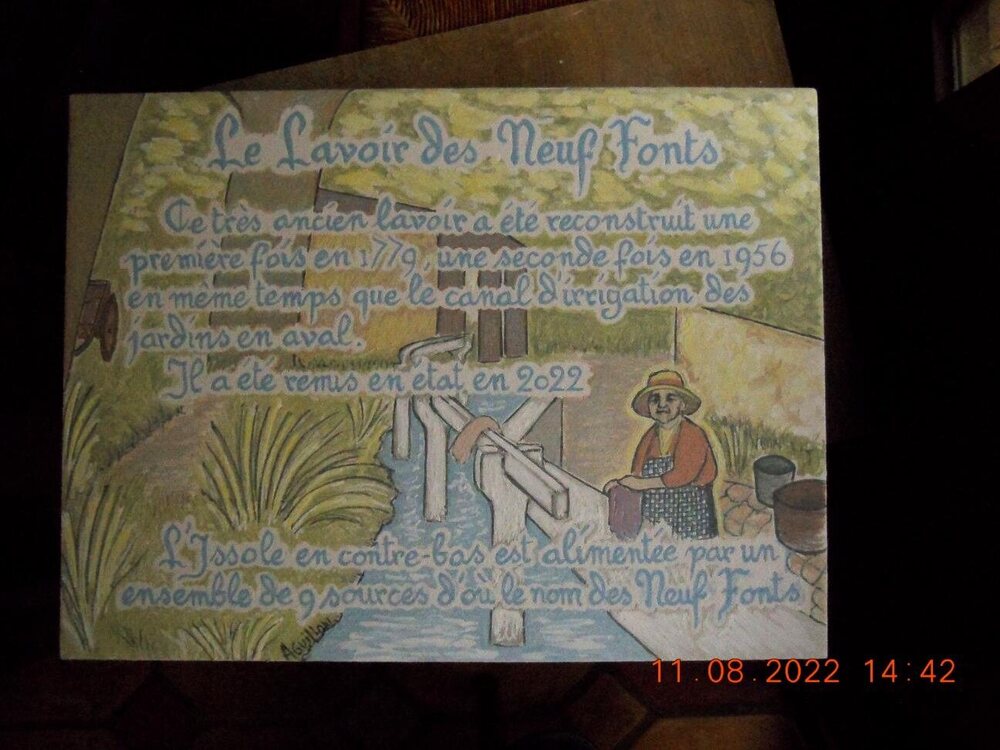 Le Lavoir des Neuf Fonts
Ce très ancien lavoir a été reconstruit une
première fois en 1779, une seconde fois en 1956
en même temps que le canal d'irrigation des
jardins en aval.
Il a été remis en état en 2022
L'Issole en contre-bas est alimentée par un
ensemble de 9 sources d'où le nom des Neuf Fonts
11.08.2022 14:42